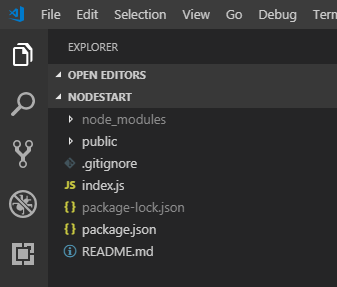 File Edit Selection View Go Debug Term
EXPLORER
OPEN EDITORS
NODESTART
node_modules
public
.gitignore
JS index.js
{ } package-lock.json
{ } package.json
README.md